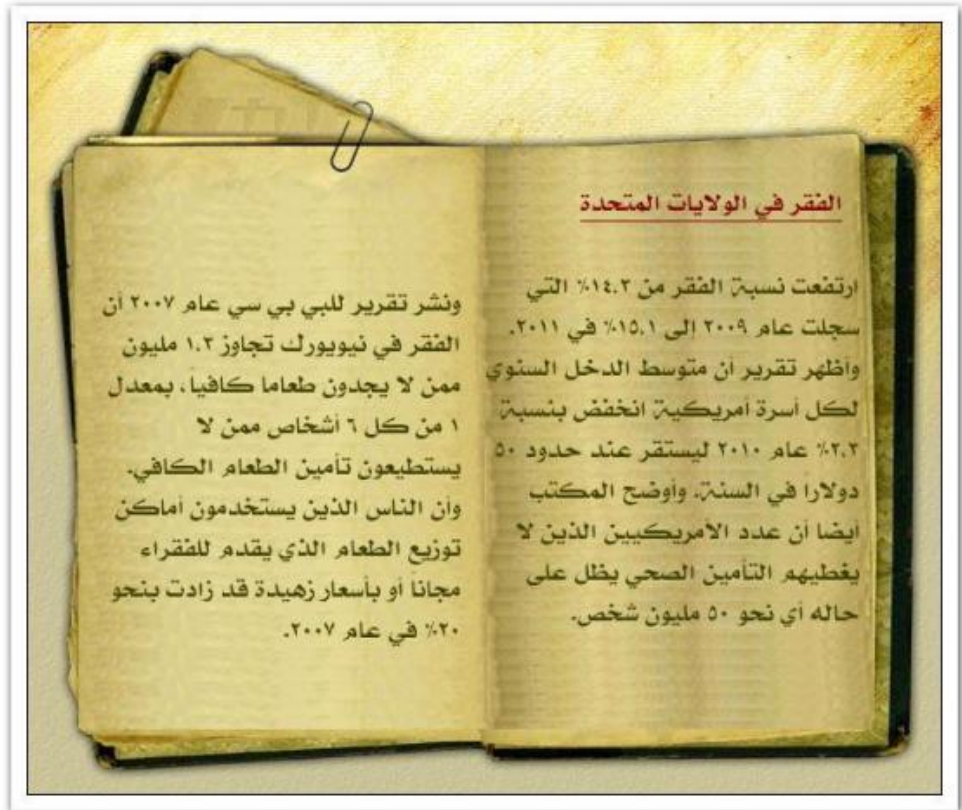 الفقر في الولايات المتحدة
ارتفعت نسبة الفقر من ١٤.٣٪ التي
سجلت عام ٢٠٠٩ إلى ١٥.١٪ في ٢٠١١.
وأظهر تقرير أن متوسط الدخل السنوي
لكل أسرة أمريكية انخفض بنسبة
٢.٣٪ عام ٢٠١٠ ليستقر عند حدود ٥٠
دولارا في السنة. وأوضح المكتب
أيضا أن عدد الامريكيين الذين لا
يغطيهم التأمين الصحي يظل على
حاله أي نحو ٥٠ مليون شخص.
ونشر تقرير للبي بي سي عام ٢٠٠٧ أن
الفقر في نيويورك تجاوز ١.٣ مليون
ممن لا يجدون طعاما كافياً، بمعدل
١ من كل ٦ أشخاص ممن لا
يستطيعون تأمين الطعام الكافي.
وأن الناس الذين يستخدمون أماكن
توزيع الطعام الذي يقدم للفقراء
مجاناً أو بأسعار زهيدة قد زادت بنحو
٢٠٪ في عام ٢٠٠٧.